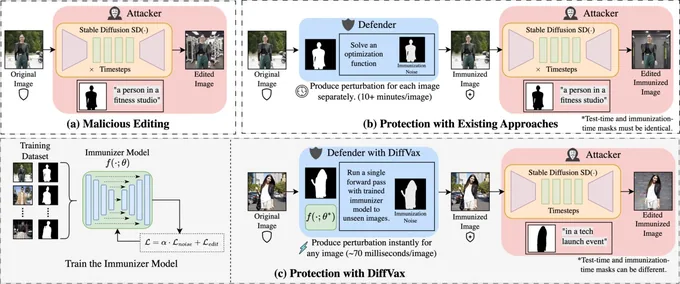 Attacker
Stable Diffusion SD(·)
× Timesteps
Original
Image
Edited
Image
"a person in a
fitness studio"
(a) Malicious Editing
Defender
Solve an
optimization
function
Immunization
Noise
Original
Image
Produce perturbation for each image
separately. (10+ minutes/image)
Immunized
Image
Attacker
Stable Diffusion SD(·)
× Timesteps
"a person in a
fitness studio"
Edited
Immunized
Image
(b) Protection with Existing Approaches
*Test-time and immunization-
time masks must be identical.
Training
Dataset
Immunizer Model
f(·; θ)
ℒ = α · ℒnoise + ℒedit
Train the Immunizer Model
Defender with DiffVax
Run a single
forward pass
with trained
immunizer
model to
unseen images.
f(·; θ*)
Immunization
Noise
Original
Image
Produce perturbation instantly for
any image (~70 milliseconds/image)
Immunized
Image
Attacker
Stable Diffusion SD(·)
× Timesteps
"in a tech
launch event"
Edited
Immunized
Image
*Test-time and immunization-
time masks can be different.
(c) Protection with DiffVax